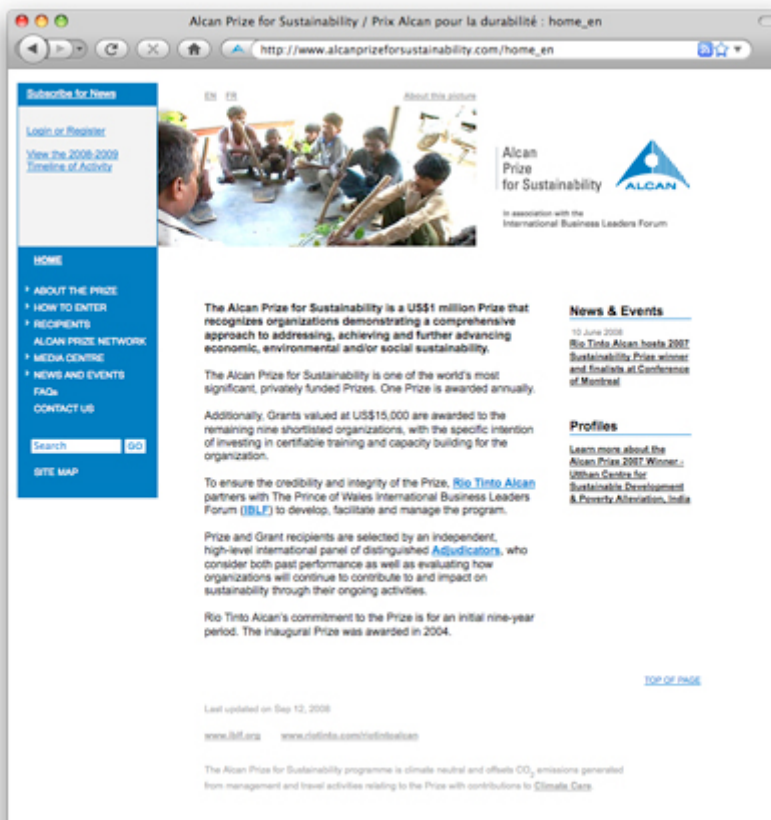 Alcan Prize for Sustainability / Prix Alcan pour la durabilité : home_en
http://www.alcanprizeforsustainability.com/home_en
Subscribe for News
Login or Register
View the 2008-2009
Timeline of Activity
EN FR About this picture
Alcan
Prize
for Sustainability
ALCAN
In association with the
International Business Leaders Forum
HOME
ABOUT THE PRIZE
HOW TO ENTER
RECIPIENTS
ALCAN PRIZE NETWORK
MEDIA CENTRE
NEWS AND EVENTS
FAQs
CONTACT US
Search GO
SITE MAP
The Alcan Prize for Sustainability is a US$1 million Prize that
recognizes organizations demonstrating a comprehensive
approach to addressing, achieving and further advancing
economic, environmental and/or social sustainability.
The Alcan Prize for Sustainability is one of the world's most
significant, privately funded Prizes. One Prize is awarded annually.
Additionally, Grants valued at US$15,000 are awarded to the
remaining nine shortlisted organizations, with the specific intention
of investing in certifiable training and capacity building for the
organization.
To ensure the credibility and integrity of the Prize, Rio Tinto Alcan
partners with The Prince of Wales International Business Leaders
Forum (IBLF) to develop, facilitate and manage the program.
Prize and Grant recipients are selected by an independent,
high-level international panel of distinguished Adjudicators, who
consider both past performance as well as evaluating how
organizations will continue to contribute to and impact on
sustainability through their ongoing activities.
Rio Tinto Alcan's commitment to the Prize is for an initial nine-year
period. The inaugural Prize was awarded in 2004.
News & Events
10 June 2008
Rio Tinto Alcan hosts 2007
Sustainability Prize winner
and finalists at Conference
of Montreal
Profiles
Learn more about the
Alcan Prize 2007 Winner -
Utthan Centre for
Sustainable Development
& Poverty Alleviation, India
TOP OF PAGE
Last updated on Sep 12, 2008
www.iblf.org www.riotinto.com/riotintoalcan
The Alcan Prize for Sustainability programme is climate neutral and offsets CO2 emissions generated
from management and travel activities relating to the Prize with contributions to Climate Care